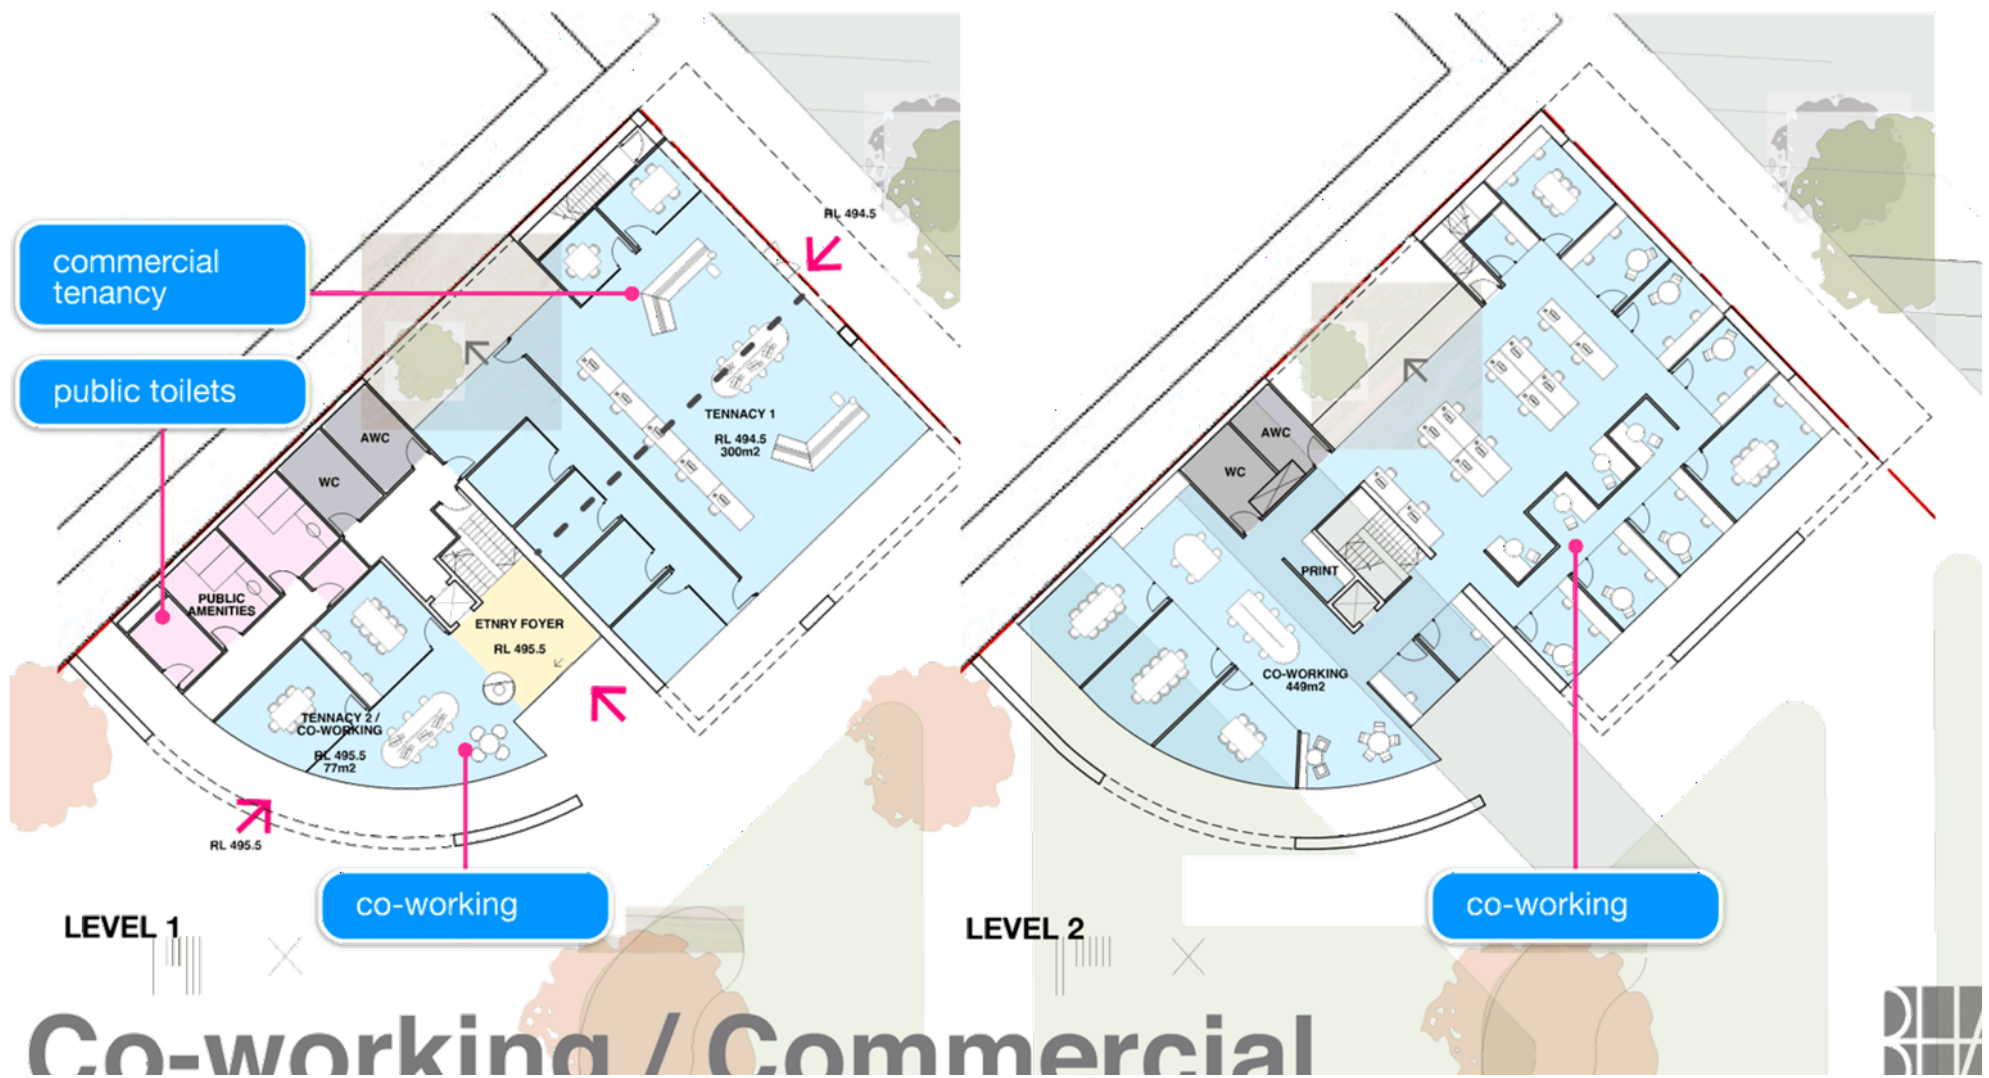 commercial
tenancy
public toilets
RL 494.5
TENNACY 1
RL 494.5
300m2
AWC
WC
PUBLIC
AMENITIES
ETNRY FOYER
RL 495.5
TENNACY 2 /
CO-WORKING
RL 495.5
77m2
RL 495.5
co-working
LEVEL 1
AWC
WC
PRINT
CO-WORKING
449m2
co-working
LEVEL 2
Co-working / Commercial